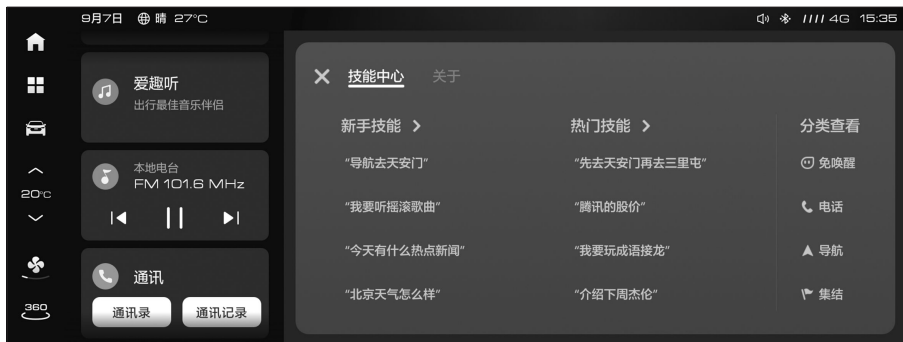 9月7日 晴 27°C
4G 15:35
20°C
360
爱趣听
出行最佳音乐伴侣
本地电台
FM 101.6 MHz
通讯
通讯录 通讯记录
技能中心 关于
新手技能 热门技能 分类查看
“导航去天安门” “先去天安门再去三里屯” 免唤醒
“我要听摇滚歌曲” “腾讯的股价” 电话
“今天有什么热点新闻” “我要玩成语接龙” 导航
“北京天气怎么样” “介绍下周杰伦” 集结